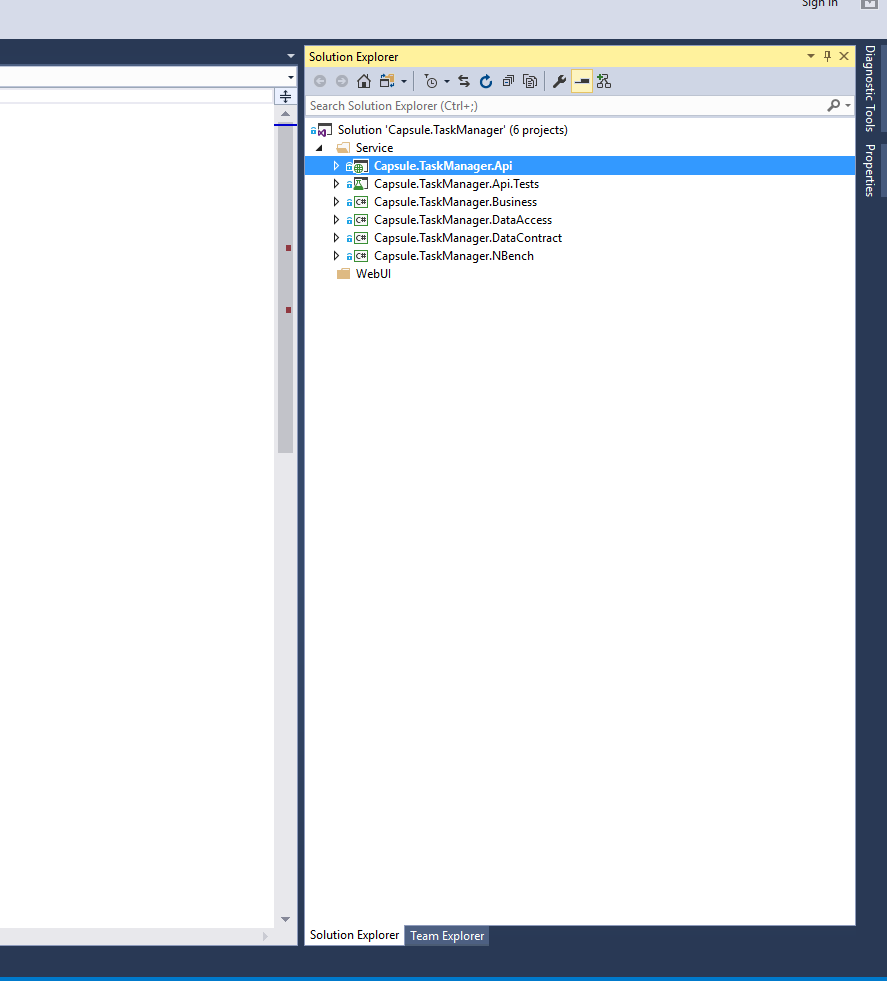 Sign in
Solution Explorer
Search Solution Explorer (Ctrl+;)
Solution 'Capsule.TaskManager' (6 projects)
Service
Capsule.TaskManager.Api
Capsule.TaskManager.Api.Tests
C# Capsule.TaskManager.Business
C# Capsule.TaskManager.DataAccess
C# Capsule.TaskManager.DataContract
C# Capsule.TaskManager.NBench
WebUI
Solution Explorer
Team Explorer
Diagnostic Tools
Properties